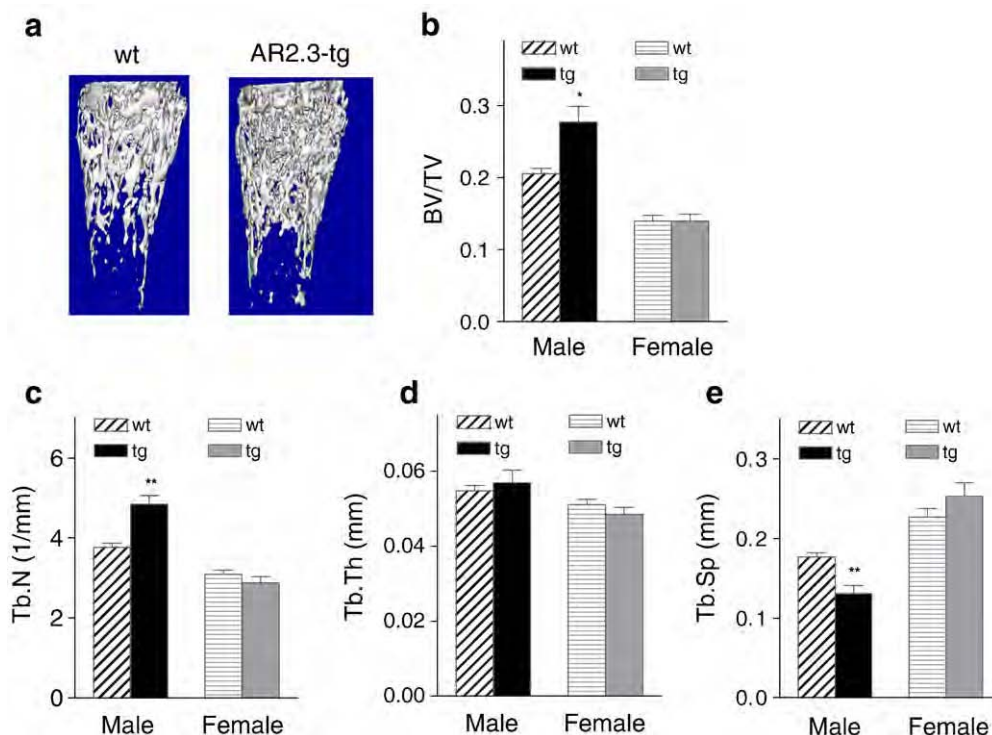 a
wt
AR2.3-tg
b
wt
wt
tg
tg
BV/TV
0.3
0.2
0.1
0.0
*
Male
Female
c
wt
wt
tg
tg
Tb.N (1/mm)
6
4
2
0
**
Male
Female
d
wt
wt
tg
tg
Tb.Th (mm)
0.06
0.04
0.02
0.00
Male
Female
e
wt
wt
tg
tg
Tb.Sp (mm)
0.3
0.2
0.1
0
**
Male
Female